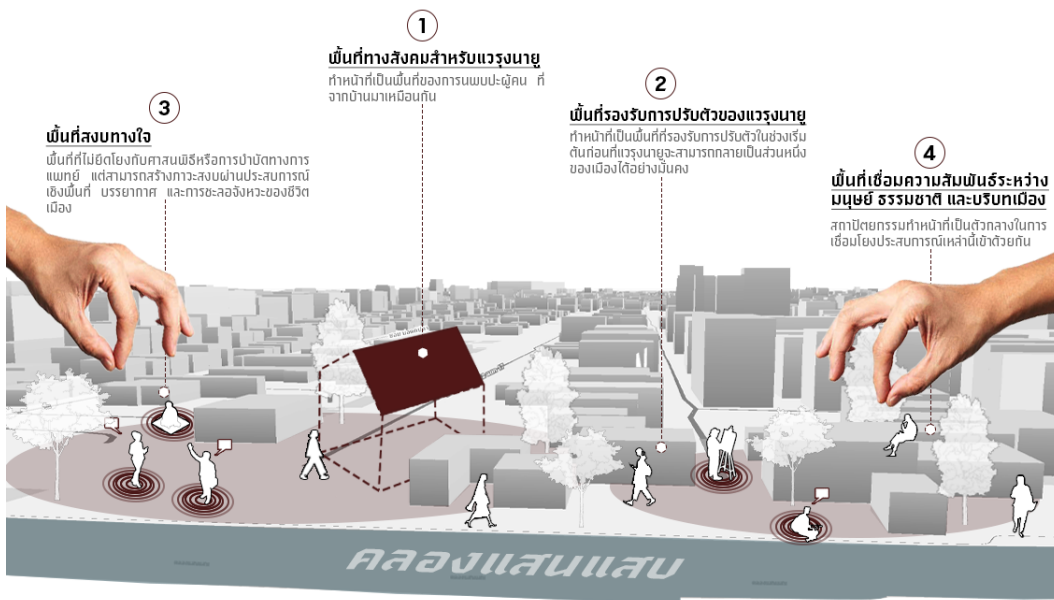 1
พื้นที่ทางสังคมสำหรับแวรุงนายู
ทำหน้าที่เป็นพื้นที่ของการนพบปะผู้คน ที่
จากบ้านมาเหมือนกัน
2
พื้นที่รองรับการปรับตัวของแวรุงนายู
ทำหน้าที่เป็นพื้นที่ที่รองรับการปรับตัวในช่วงเริ่ม
ต้นก่อนที่แวรุงนายูจะสามารถกลายเป็นส่วนหนึ่ง
ของเมืองได้อย่างมั่นคง
3
พื้นที่สงบทางใจ
พื้นที่ที่ไม่ยึดโยงกับศาสนพิธีหรือการบำบัดทางการ
แพทย์ แต่สามารถสร้างภาวะสงบผ่านประสบการณ์
เชิงพื้นที่ บรรยากาศ และการชะลอจังหวะของชีวิต
เมือง
4
พื้นที่เชื่อมความสัมพันธ์ระหว่าง
มนุษย์ ธรรมชาติ และบริบทเมือง
สถาปัตยกรรมทำหน้าที่เป็นตัวกลางในการ
เชื่อมโยงประสบการณ์เหล่านี้เข้าด้วยกัน
คลองแสนแสบ